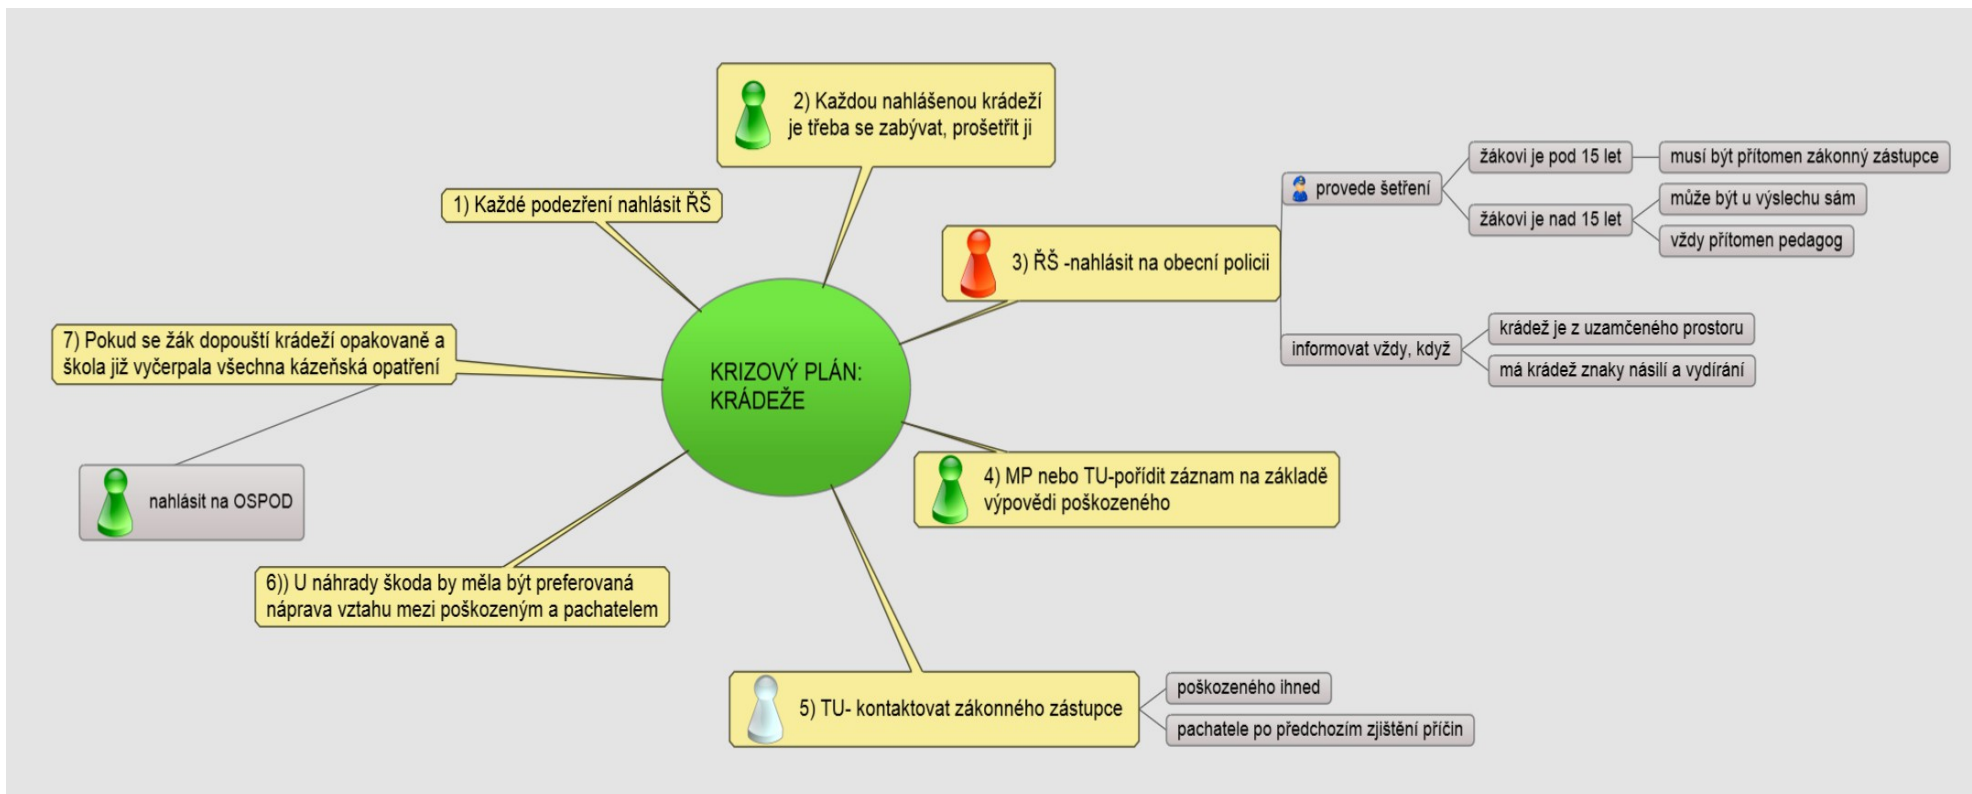 KRIZOVÝ PLÁN:
KRÁDEŽE
1) Každé podezření nahlásit ŘŠ
2) Každou nahlášenou krádeží
je třeba se zabývat, prošetřit ji
3) ŘŠ -nahlásit na obecní policii
provede šetření
žákovi je pod 15 let
musí být přítomen zákonný zástupce
žákovi je nad 15 let
může být u výslechu sám
vždy přítomen pedagog
informovat vždy, když
krádež je z uzamčeného prostoru
má krádež znaky násilí a vydírání
4) MP nebo TU-pořídit záznam na základě
výpovědi poškozeného
5) TU- kontaktovat zákonného zástupce
poškozeného ihned
pachatele po předchozím zjištění příčin
6)) U náhrady škoda by měla být preferovaná
náprava vztahu mezi poškozeným a pachatelem
7) Pokud se žák dopouští krádeží opakovaně a
škola již vyčerpala všechna kázeňská opatření
nahlásit na OSPOD